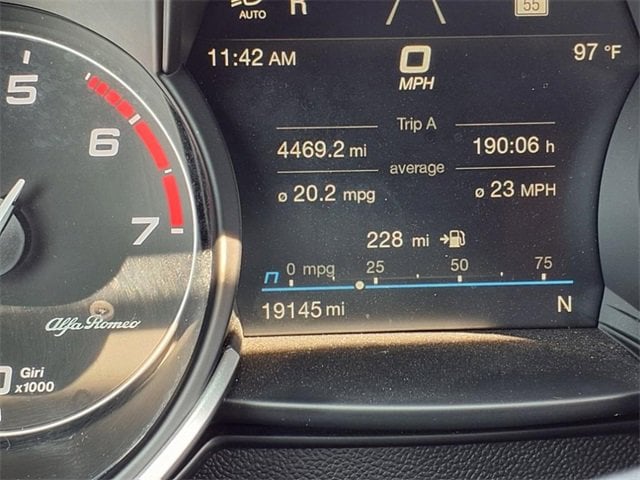 AUTO
R
55
11:42 AM
0
97 °F
MPH
5
Trip A
6
4469.2 mi
190:06 h
average
ø 20.2 mpg
ø 23 MPH
7
228 mi
0 mpg 25 50 75
19145 mi
N
Alfa Romeo
0 Giri
x1000